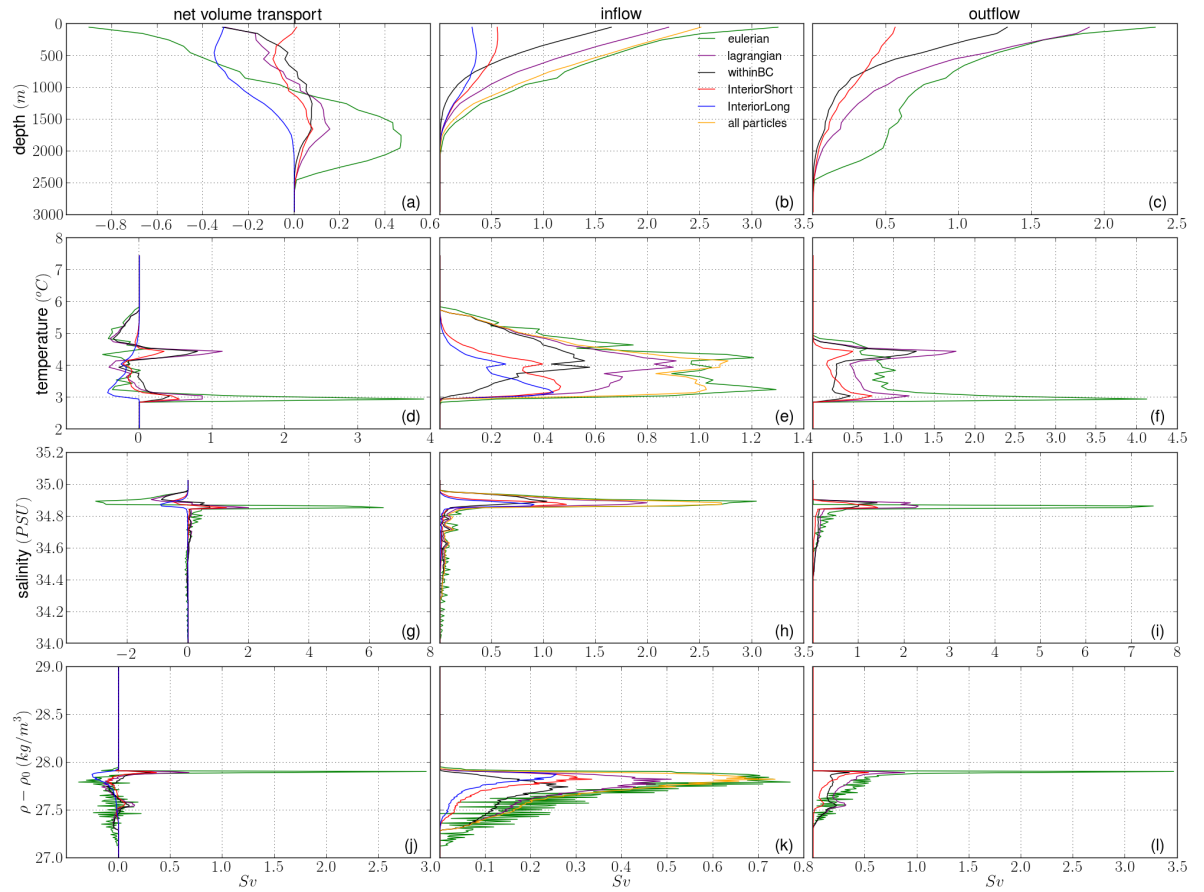 net volume transport
inflow
outflow
0
500
1000
1500
2000
2500
3000
depth (m)
−0.8 −0.6 −0.4 −0.2 0.0 0.2 0.4 0.6
(a)
eulerian
lagrangian
withinBC
InteriorShort
InteriorLong
all particles
0.5 1.0 1.5 2.0 2.5 3.0 3.5
(b)
0.5 1.0 1.5 2.0 2.5
(c)
8
7
6
5
4
3
2
temperature (°C)
0 1 2 3 4
(d)
0.2 0.4 0.6 0.8 1.0 1.2 1.4
(e)
0.5 1.0 1.5 2.0 2.5 3.0 3.5 4.0 4.5
(f)
35.2
35.0
34.8
34.6
34.4
34.2
34.0
salinity (PSU)
−2 0 2 4 6 8
(g)
0.5 1.0 1.5 2.0 2.5 3.0 3.5
(h)
1 2 3 4 5 6 7 8
(i)
29.0
28.5
28.0
27.5
27.0
ρ − ρ₀ (kg/m³)
0.0 0.5 1.0 1.5 2.0 2.5 3.0
Sv
(j)
0.1 0.2 0.3 0.4 0.5 0.6 0.7 0.8
Sv
(k)
0.5 1.0 1.5 2.0 2.5 3.0 3.5
Sv
(l)